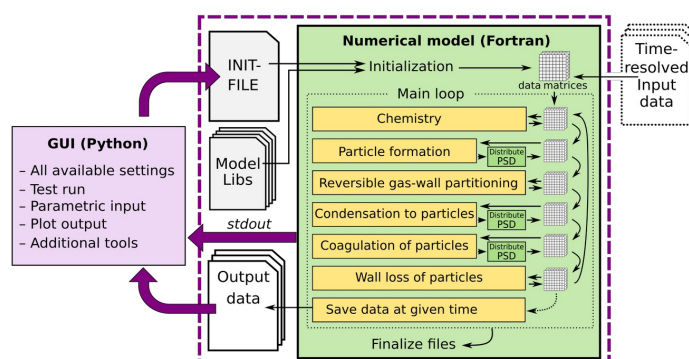 INIT-
FILE
Numerical model (Fortran)
Initialization
data matrices
Time-
resolved
Input
data
Main loop
Chemistry
Model
Libs
Particle formation
Distribute
PSD
Reversible gas-wall partitioning
Condensation to particles
Distribute
PSD
Coagulation of particles
Distribute
PSD
Wall loss of particles
Save data at given time
Finalize files
GUI (Python)
– All available settings
– Test run
– Parametric input
– Plot output
– Additional tools
stdout
Output
data